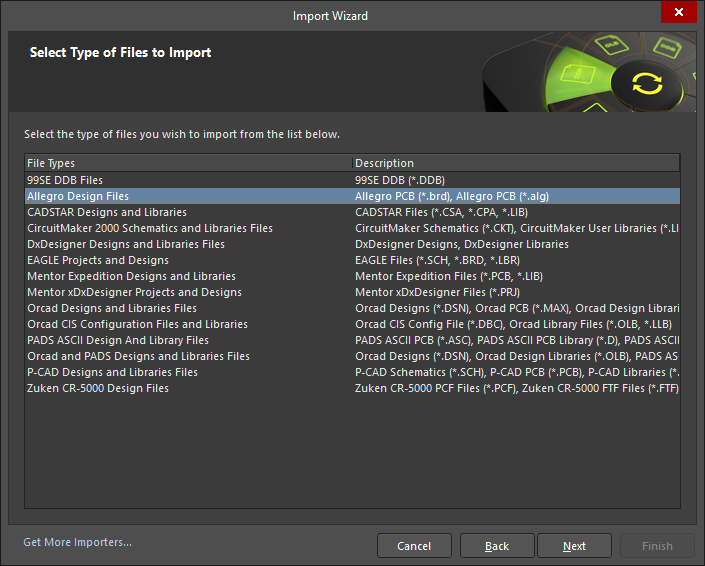 Import Wizard
Select Type of Files to Import
Select the type of files you wish to import from the list below.
File Types Description
99SE DDB Files 99SE DDB (*.DDB)
Allegro Design Files Allegro PCB (*.brd), Allegro PCB (*.alg)
CADSTAR Designs and Libraries CADSTAR Files (*.CSA, *.CPA, *.LIB)
CircuitMaker 2000 Schematics and Libraries Files CircuitMaker Schematics (*.CKT), CircuitMaker User Libraries (*.LI
DxDesigner Designs and Libraries Files DxDesigner Designs, DxDesigner Libraries
EAGLE Projects and Designs EAGLE Files (*.SCH, *.BRD, *.LBR)
Mentor Expedition Designs and Libraries Mentor Expedition Files (*.PCB, *.LIB)
Mentor xDxDesigner Projects and Designs Mentor xDxDesigner Files (*.PRJ)
Orcad Designs and Libraries Files Orcad Designs (*.DSN), Orcad PCB (*.MAX), Orcad Design Librari
Orcad CIS Configuration Files and Libraries Orcad CIS Config File (*.DBC), Orcad Library Files (*.OLB, *.LLB)
PADS ASCII Design And Library Files PADS ASCII PCB (*.ASC), PADS ASCII PCB Library (*.D), PADS ASCII
Orcad and PADS Designs and Libraries Files Orcad Designs (*.DSN), Orcad Design Libraries (*.OLB), PADS AS
P-CAD Designs and Libraries Files P-CAD Schematics (*.SCH), P-CAD PCB (*.PCB), P-CAD Libraries (*.
Zuken CR-5000 Design Files Zuken CR-5000 PCF Files (*.PCF), Zuken CR-5000 FTF Files (*.FTF)
Get More Importers...
Cancel Back Next Finish